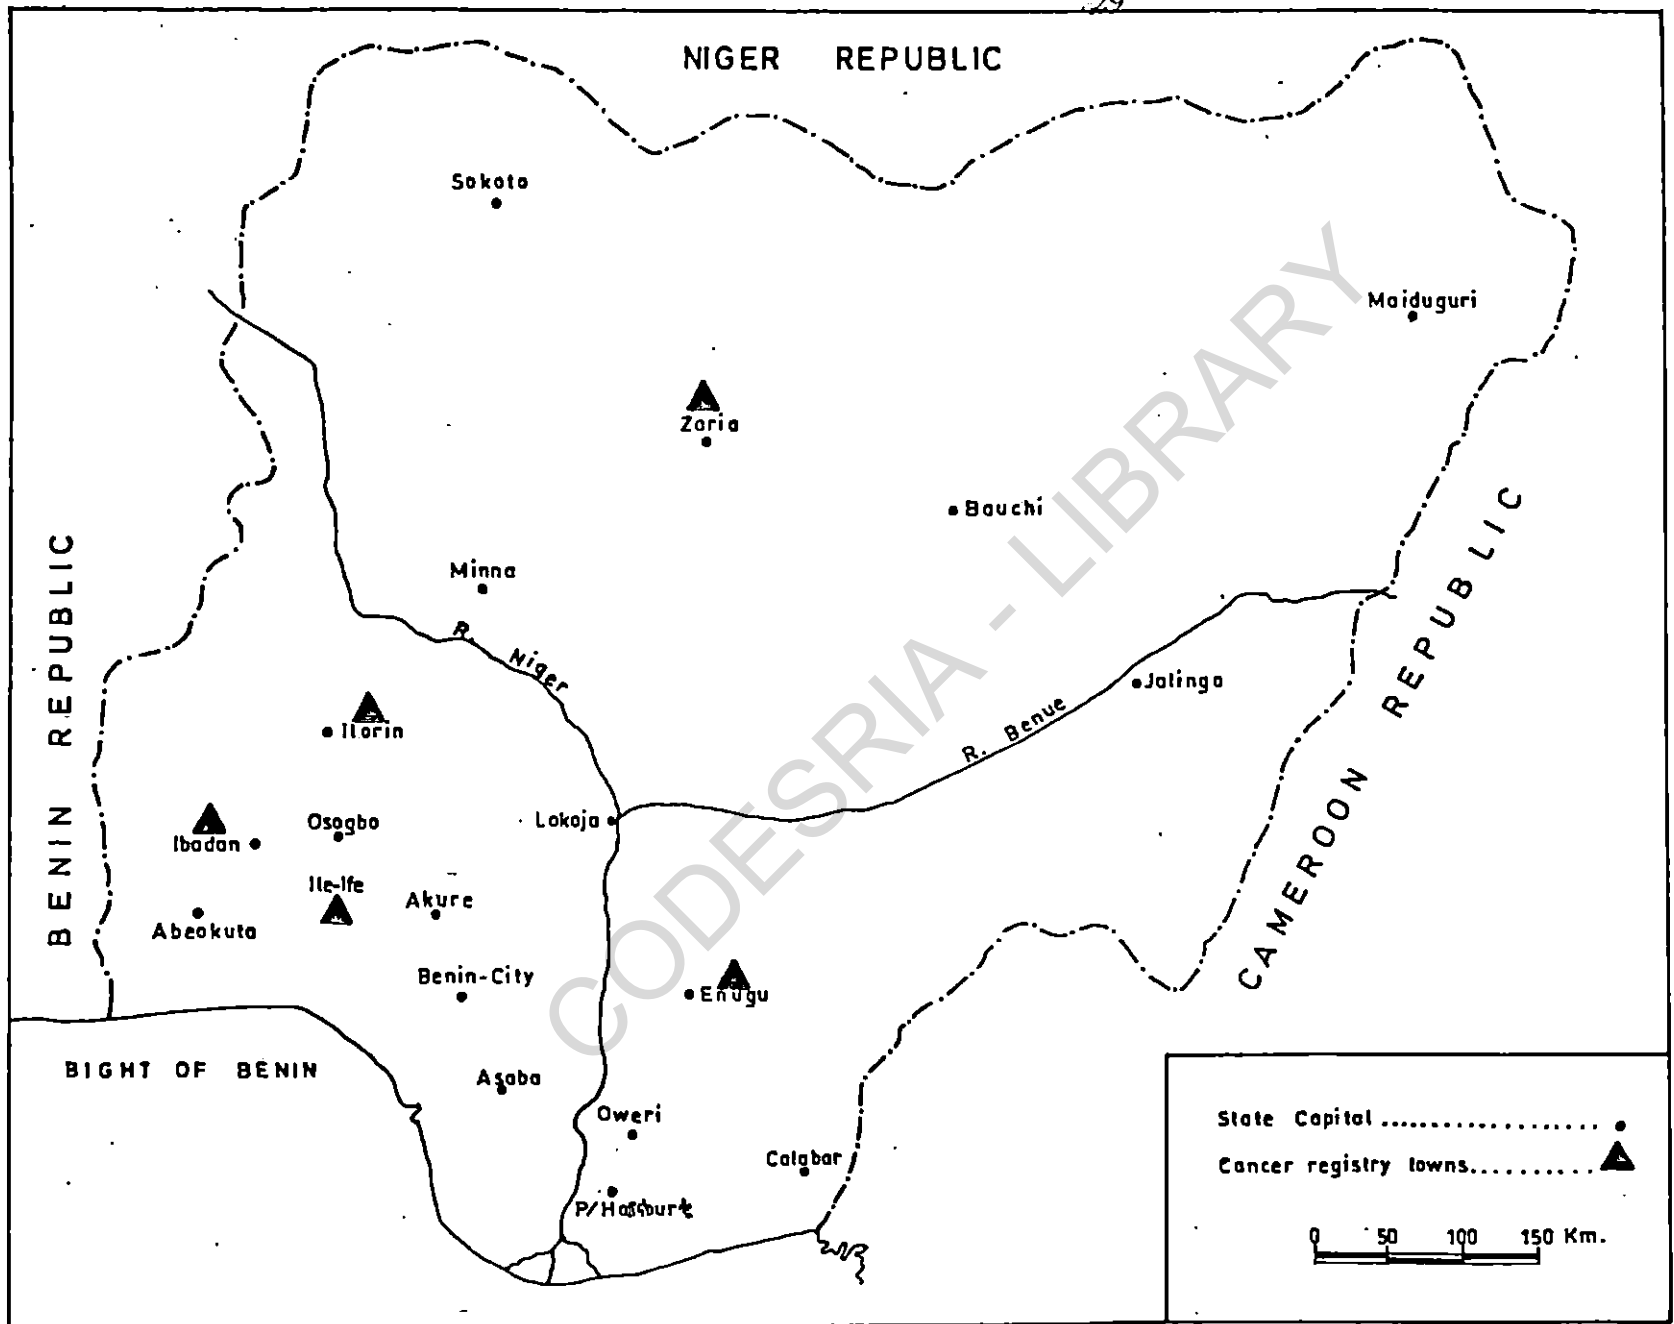 29
NIGER REPUBLIC
Sokoto
Maiduguri
Zaria
Bauchi
Minna
R. Niger
BENIN REPUBLIC
Jalingo
Ilorin
R. Benue
CAMEROON REPUBLIC
Lokoja
Osogbo
Ibadan
Ile-Ife
Akure
Abeokuta
Benin-City
Enugu
BIGHT OF BENIN
Asaba
Oweri
Calabar
State Capital ....................
Cancer registry towns............
0 50 100 150 Km.
CODESRIA - LIBRARY